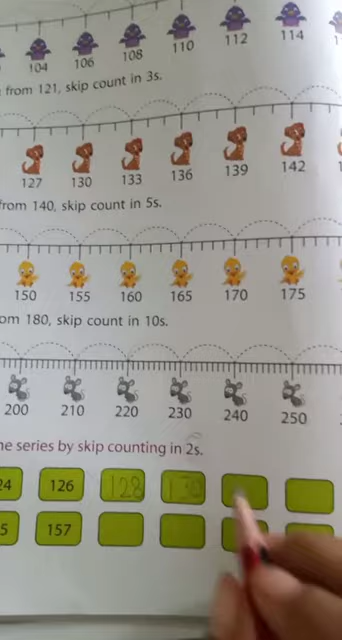 104 106 108 110 112 114
from 121, skip count in 3s.
127 130 133 136 139 142
from 140, skip count in 5s.
150 155 160 165 170 175
om 180, skip count in 10s.
200 210 220 230 240 250
ne series by skip counting in 2s.
24 126 128 130
5 157